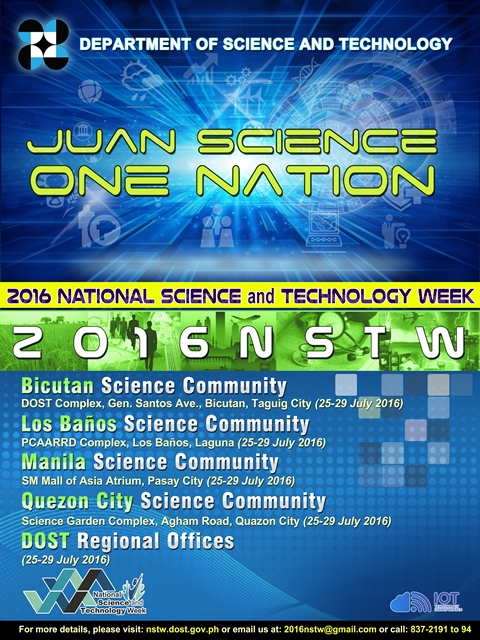 DEPARTMENT OF SCIENCE AND TECHNOLOGY
JUAN SCIENCE
ONE NATION
2016 NATIONAL SCIENCE and TECHNOLOGY WEEK
2016NSTW
Bicutan Science Community
DOST Complex, Gen. Santos Ave., Bicutan, Taguig City (25-29 July 2016)
Los Baños Science Community
PCAARRD Complex, Los Baños, Laguna (25-29 July 2016)
Manila Science Community
SM Mall of Asia Atrium, Pasay City (25-29 July 2016)
Quezon City Science Community
Science Garden Complex, Agham Road, Quazon City (25-29 July 2016)
DOST Regional Offices
(25-29 July 2016)
National
Science and
Technology Week
IOT
For more details, please visit: nstw.dost.gov.ph or email us at: 2016nstw@gmail.com or call: 837-2191 to 94